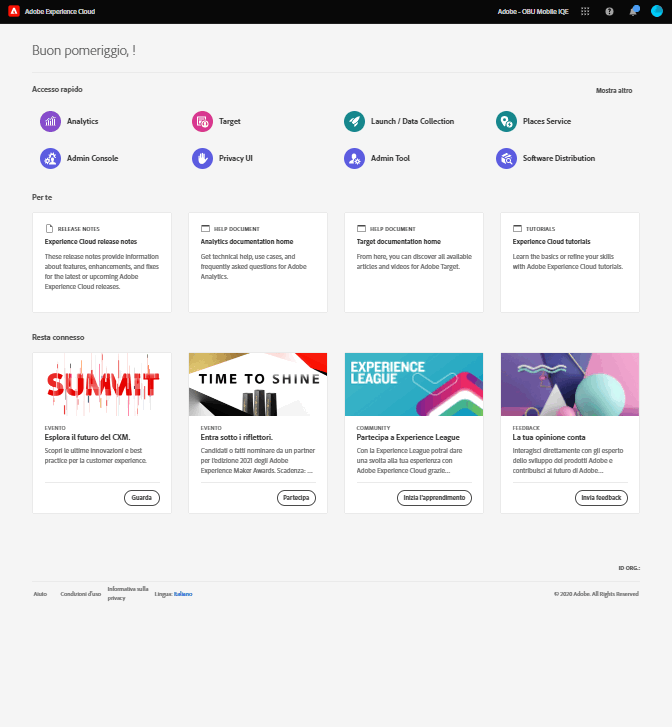 Adobe Experience Cloud
Adobe - OBU Mobile IQE
Buon pomeriggio, !
Accesso rapido
Mostra altro
Analytics
Target
Launch / Data Collection
Places Service
Admin Console
Privacy UI
Admin Tool
Software Distribution
Per te
RELEASE NOTES
Experience Cloud release notes
These release notes provide information
about features, enhancements, and fixes
for the latest or upcoming Adobe
Experience Cloud releases.
HELP DOCUMENT
Analytics documentation home
Get technical help, use cases, and
frequently asked questions for Adobe
Analytics.
HELP DOCUMENT
Target documentation home
From here, you can discover all available
articles and videos for Adobe Target.
TUTORIALS
Experience Cloud tutorials
Learn the basics or refine your skills
with Adobe Experience Cloud tutorials.
Resta connesso
SUMMIT
EVENTO
Esplora il futuro del CXM.
Scopri le ultime innovazioni e best
practice per la customer experience.
Guarda
TIME TO SHINE
EVENTO
Entra sotto i riflettori.
Candidati o fatti nominare da un partner
per l'edizione 2021 degli Adobe
Experience Maker Awards. Scadenza: ...
Partecipa
EXPERIENCE
LEAGUE
COMMUNITY
Partecipa a Experience League
Con la Experience League potrai dare
una svolta alla tua esperienza con
Adobe Experience Cloud grazie...
Inizia l'apprendimento
FEEDBACK
La tua opinione conta
Interagisci direttamente con gli esperto
dello sviluppo dei prodotti Adobe e
contribuisci al futuro di Adobe...
Invia feedback
ID ORG.:
Aiuto
Condizioni d'uso
Informative sulla
privacy
Lingua: Italiano
© 2020 Adobe. All Rights Reserved